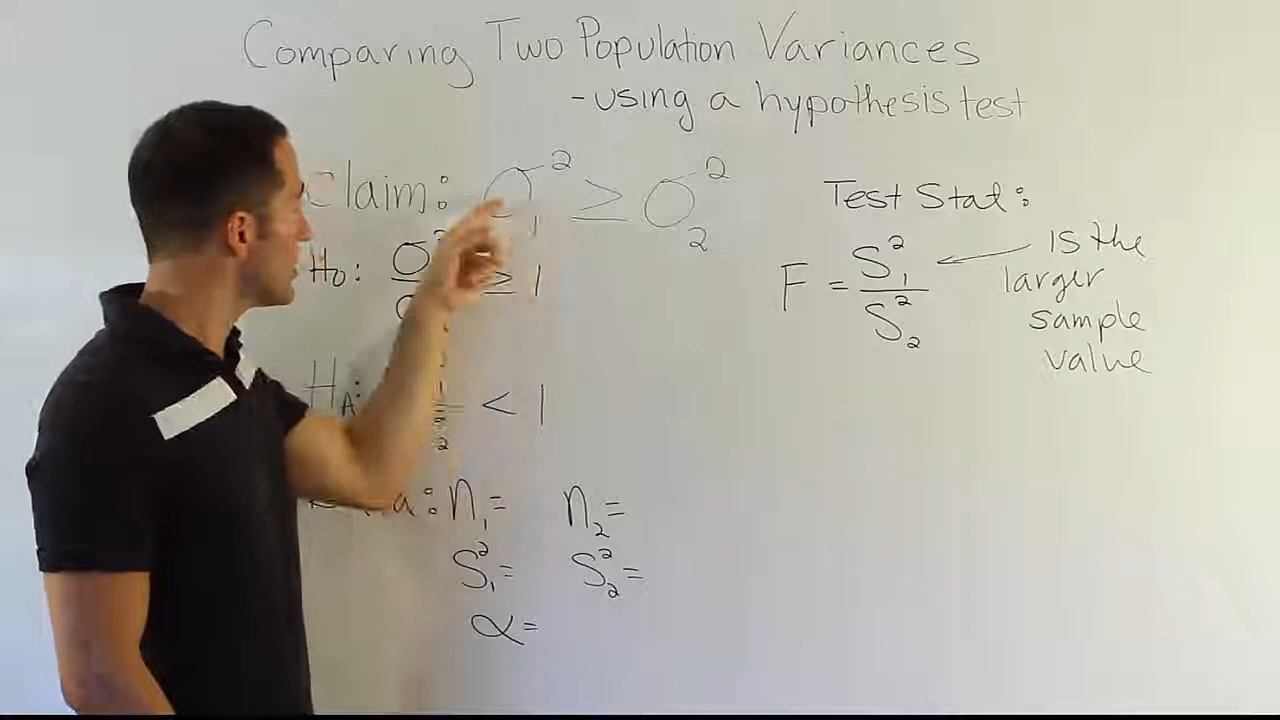 Comparing Two Population Variances
- using a hypothesis test
Claim: σ₁² ≥ σ₂²
H₀: σ² ≥ 1
H_A: < 1
n₁= n₂=
S₁²= S₂²=
α=
Test Stat:
F = S₁²/S₂² ← is the
larger
sample
value